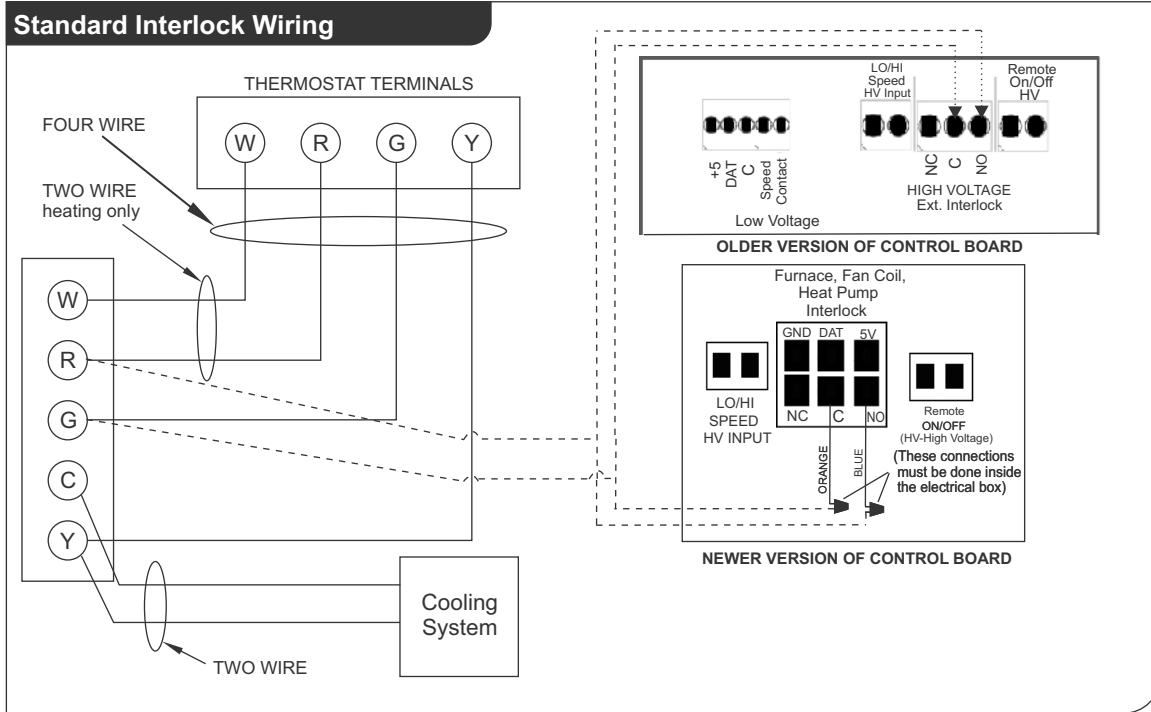 Standard Interlock Wiring
THERMOSTAT TERMINALS
FOUR WIRE
W R G Y
TWO WIRE
heating only
W
R
G
C
Y
Cooling
System
TWO WIRE
LO/HI
Speed
HV Input
Remote
On/Off
HV
+5
DAT
C
Speed
Contact
Low Voltage
NC
C
NO
HIGH VOLTAGE
Ext. Interlock
OLDER VERSION OF CONTROL BOARD
Furnace, Fan Coil,
Heat Pump
Interlock
GND DAT 5V
NC C NO
LO/HI
SPEED
HV INPUT
Remote
ON/OFF
(HV-High Voltage)
ORANGE
BLUE
(These connections
must be done inside
the electrical box)
NEWER VERSION OF CONTROL BOARD